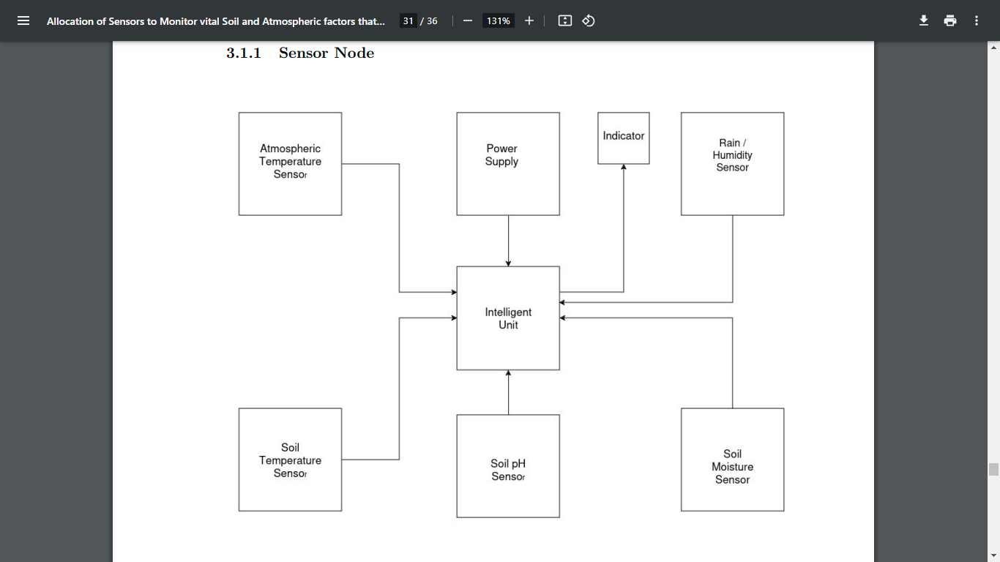 Allocation of Sensors to Monitor vital Soil and Atmospheric factors that...
31 / 36
131%
3.1.1 Sensor Node
Atmospheric
Temperature
Sensor
Power
Supply
Indicator
Rain /
Humidity
Sensor
Intelligent
Unit
Soil
Temperature
Sensor
Soil pH
Sensor
Soil
Moisture
Sensor